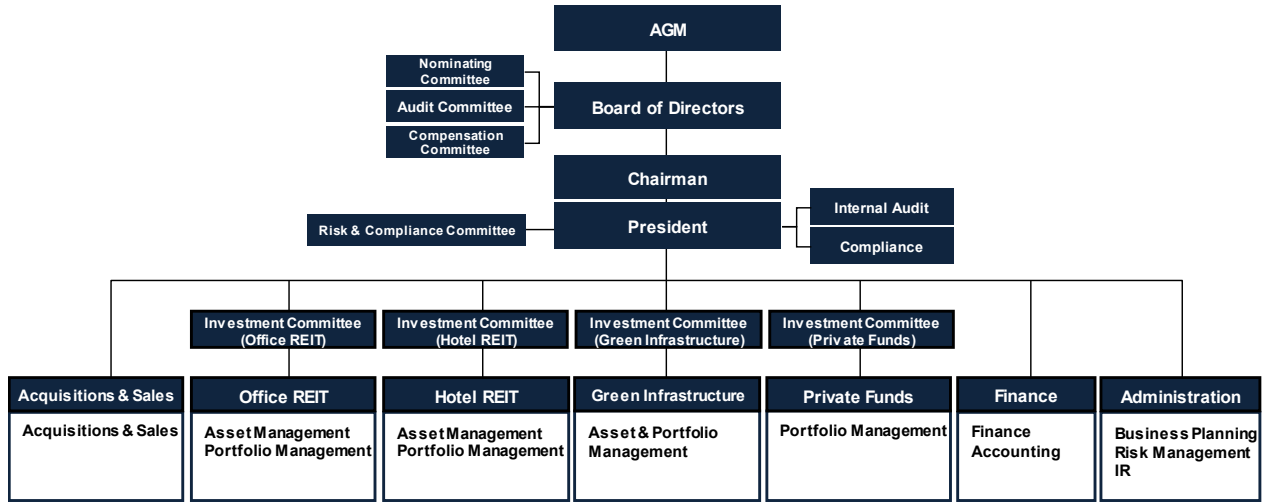 AGM
Nominating
Committee
Audit Committee
Compensation
Committee
Board of Directors
Chairman
President
Risk & Compliance Committee
Internal Audit
Compliance
Investment Committee
(Office REIT)
Investment Committee
(Hotel REIT)
Investment Committee
(Green Infrastructure)
Investment Committee
(Private Funds)
Acquisitions & Sales
Acquisitions & Sales
Office REIT
Asset Management
Portfolio Management
Hotel REIT
Asset Management
Portfolio Management
Green Infrastructure
Asset & Portfolio
Management
Private Funds
Portfolio Management
Finance
Finance
Accounting
Administration
Business Planning
Risk Management
IR